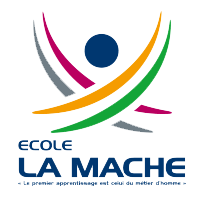 ECOLE
LA MACHE
« Le premier apprentissage est celui du métier d'homme »